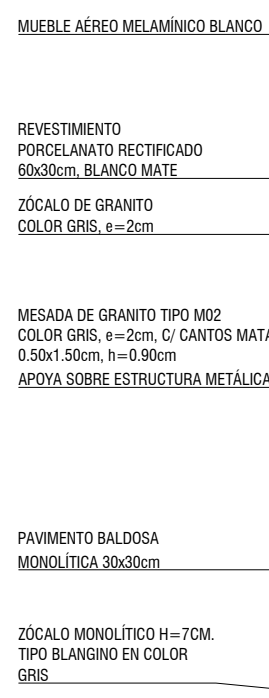 MUEBLE AÉREO MELAMÍNICO BLANCO
REVESTIMIENTO
PORCELANATO RECTIFICADO
60x30cm, BLANCO MATE
ZÓCALO DE GRANITO
COLOR GRIS, e=2cm
MESADA DE GRANITO TIPO M02
COLOR GRIS, e=2cm, C/ CANTOS MATA
0.50x1.50cm, h=0.90cm
APOYA SOBRE ESTRUCTURA METÁLICA
PAVIMENTO BALDOSA
MONOLÍTICA 30x30cm
ZÓCALO MONOLÍTICO H=7CM.
TIPO BLANGINO EN COLOR
GRIS